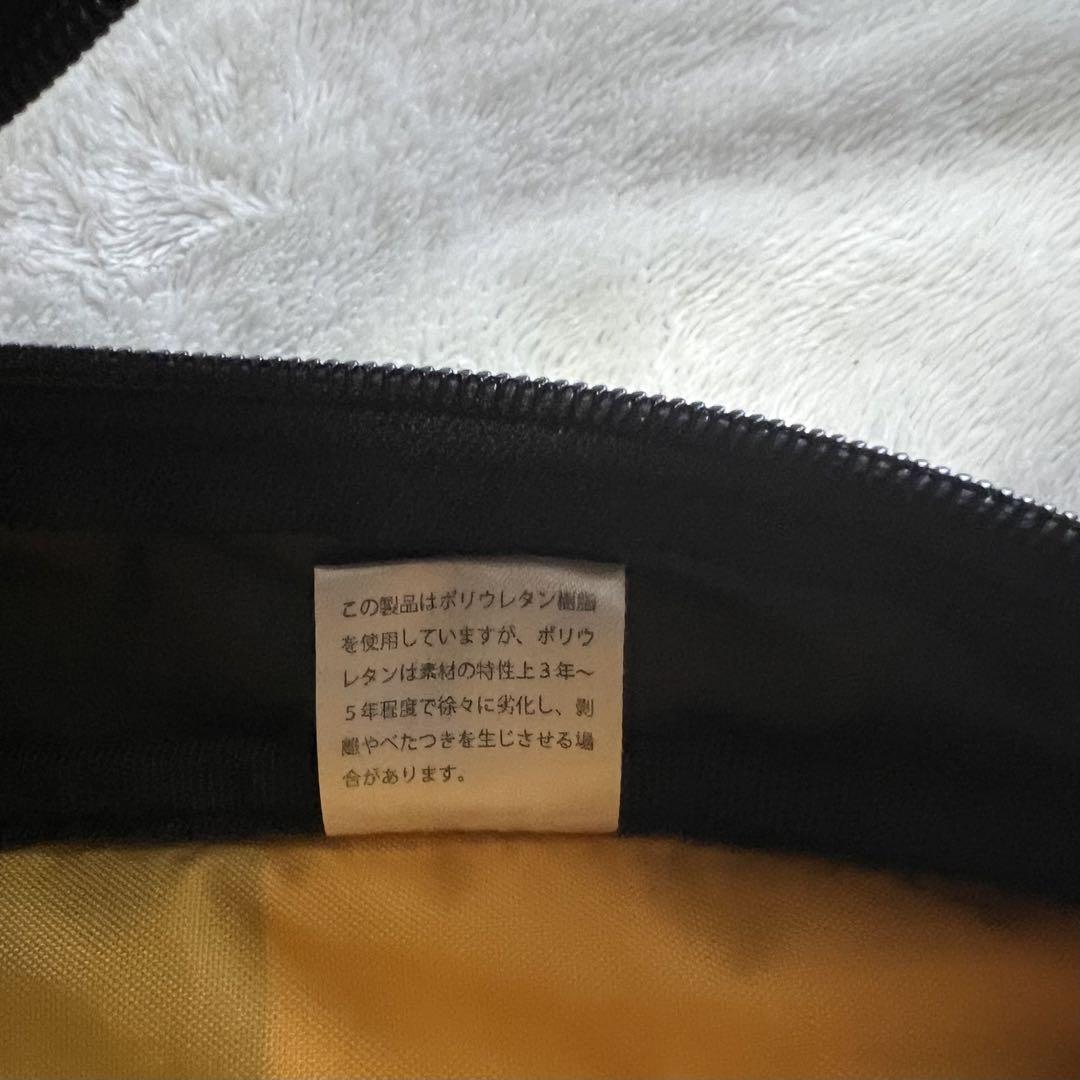 この製品はポリウレタン樹脂
を使用していますが、ポリウ
レタンは素材の特性上３年～
５年程度で徐々に劣化し、剝
離やべたつきを生じさせる場
合があります。